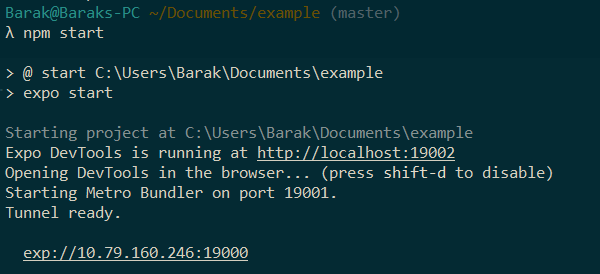 Barak@Baraks-PC ~/Documents/example (master)
λ npm start
> @ start C:\Users\Barak\Documents\example
> expo start
Starting project at C:\Users\Barak\Documents\example
Expo DevTools is running at http://localhost:19002
Opening DevTools in the browser... (press shift-d to disable)
Starting Metro Bundler on port 19001.
Tunnel ready.
exp://10.79.160.246:19000